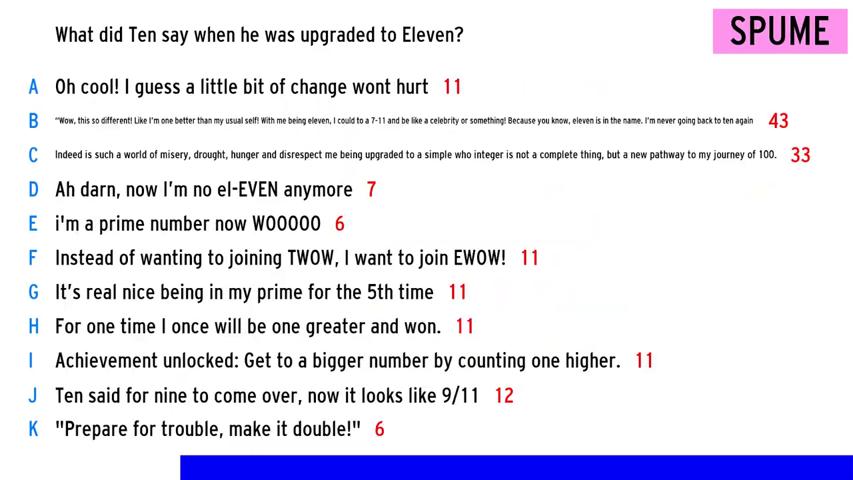 What did Ten say when he was upgraded to Eleven?
SPUME
A Oh cool! I guess a little bit of change wont hurt 11
B "Wow, this so different! Like I'm one better than my usual self! With me being eleven, I could to a 7-11 and be like a celebrity or something! Because you know, eleven is in the name. I'm never going back to ten again 43
C Indeed is such a world of misery, drought, hunger and disrespect me being upgraded to a simple who integer is not a complete thing, but a new pathway to my journey of 100. 33
D Ah darn, now I'm no el-EVEN anymore 7
E i'm a prime number now WOOOOO 6
F Instead of wanting to joining TWOW, I want to join EWOW! 11
G It's real nice being in my prime for the 5th time 11
H For one time I once will be one greater and won. 11
I Achievement unlocked: Get to a bigger number by counting one higher. 11
J Ten said for nine to come over, now it looks like 9/11 12
K "Prepare for trouble, make it double!" 6